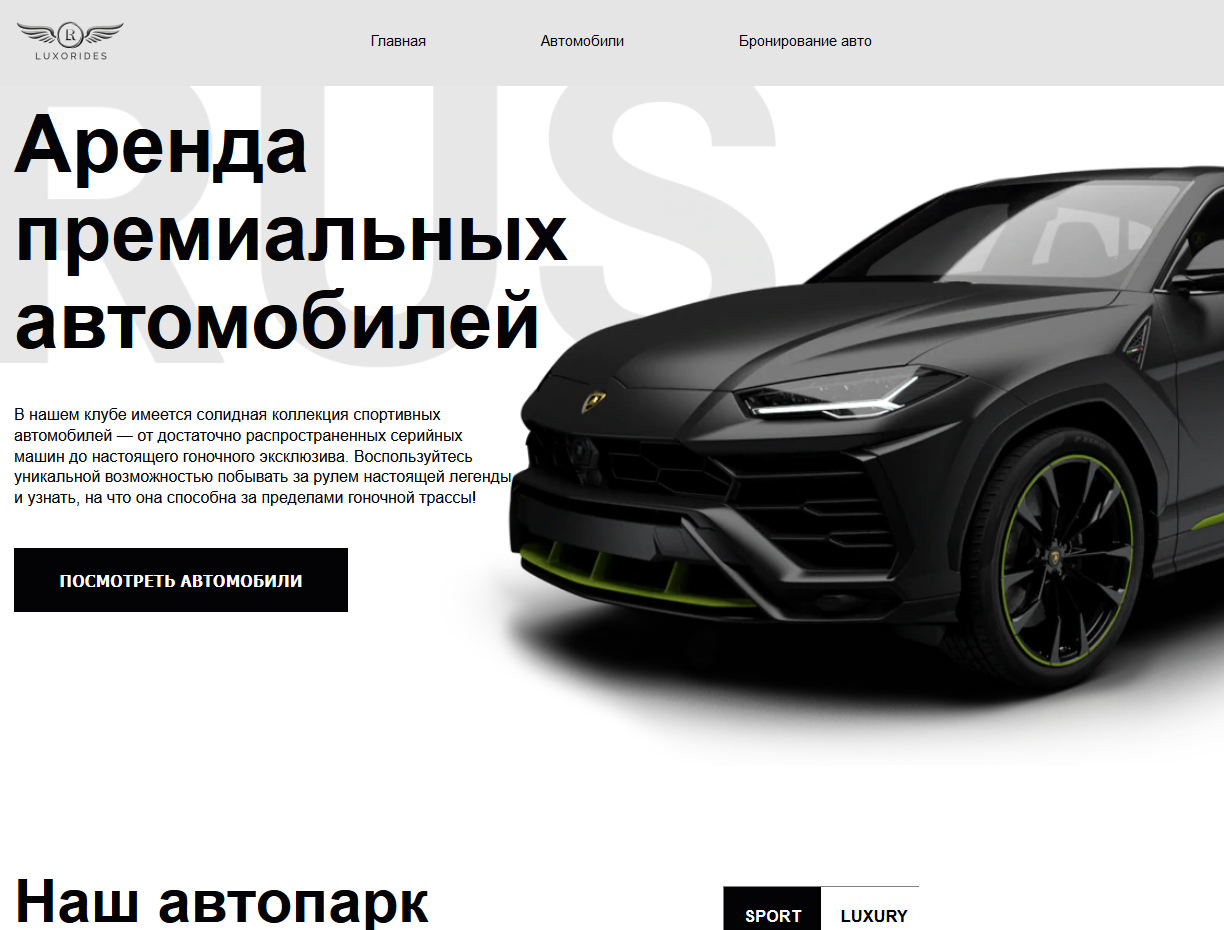 LR
LUXORIDES
Главная
Автомобили
Бронирование авто
RUS
Аренда
премиальных
автомобилей
В нашем клубе имеется солидная коллекция спортивных
автомобилей — от достаточно распространенных серийных
машин до настоящего гоночного эксклюзива. Воспользуйтесь
уникальной возможностью побывать за рулем настоящей легенды
и узнать, на что она способна за пределами гоночной трассы!
ПОСМОТРЕТЬ АВТОМОБИЛИ
Наш автопарк
SPORT
LUXURY